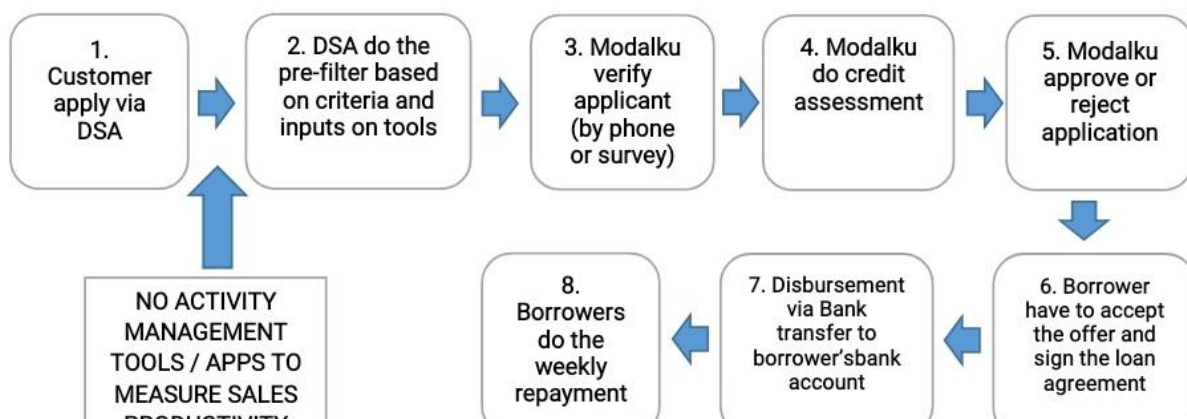 1.
Customer
apply via
DSA
2. DSA do the
pre-filter based
on criteria and
inputs on tools
3. Modalku
verify
applicant
(by phone
or survey)
4. Modalku
do credit
assessment
5. Modalku
approve or
reject
application
6. Borrower
have to accept
the offer and
sign the loan
agreement
7. Disbursement
via Bank
transfer to
borrower'sbank
account
8.
Borrowers
do the
weekly
repayment
NO ACTIVITY
MANAGEMENT
TOOLS / APPS TO
MEASURE SALES
PRODUCTIVITY